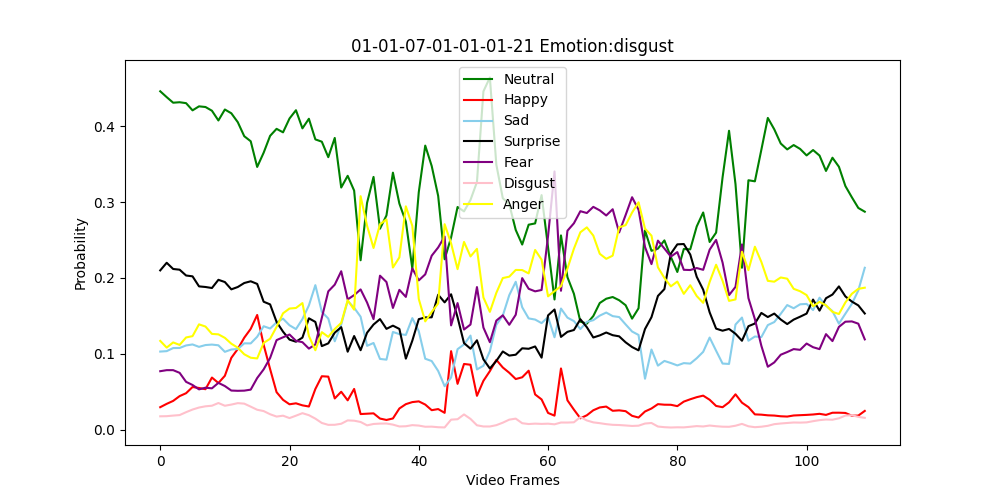 01-01-07-01-01-01-21 Emotion:disgust
Neutral
Happy
Sad
Surprise
Fear
Disgust
Anger
Probability
0.4
0.3
0.2
0.1
0.0
0 20 40 60 80 100
Video Frames